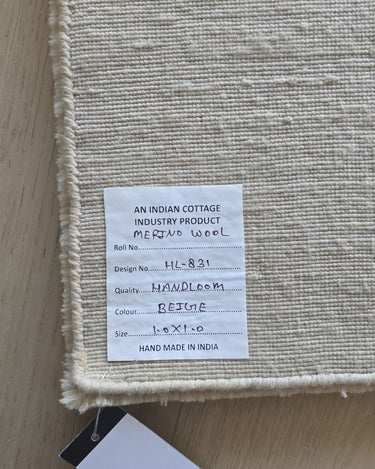 AN INDIAN COTTAGE
INDUSTRY PRODUCT
MERINO WOOL
Roll No.
Design No. HL-831
Quality HANDLOOM
Colour BEIGE
Size 1.0X1.0
HAND MADE IN INDIA